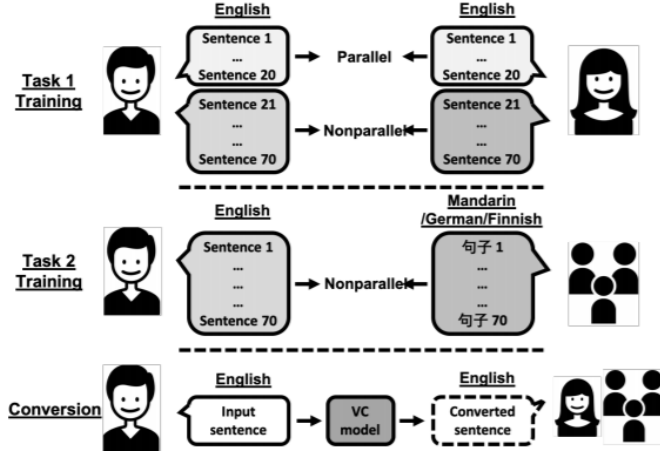 English
English
Sentence 1
...
Sentence 20
Parallel
Sentence 1
...
Sentence 20
Task 1
Training
Sentence 21
...
...
Sentence 70
Nonparallel
Sentence 21
...
...
Sentence 70
English
Mandarin
/German/Finnish
Task 2
Training
Sentence 1
...
...
...
Sentence 70
Nonparallel
句子 1
...
...
...
句子 70
English
English
Conversion
Input
sentence
VC
model
Converted
sentence